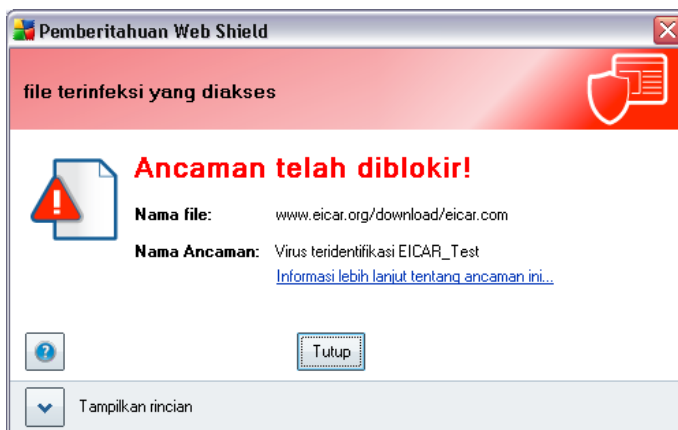 Pemberitahuan Web Shield
file terinfeksi yang diakses
Ancaman telah diblokir!
Nama file: www.eicar.org/download/eicar.com
Nama Ancaman: Virus teridentifikasi EICAR_Test
Informasi lebih lanjut tentang ancaman ini...
Tutup
Tampilkan rincian